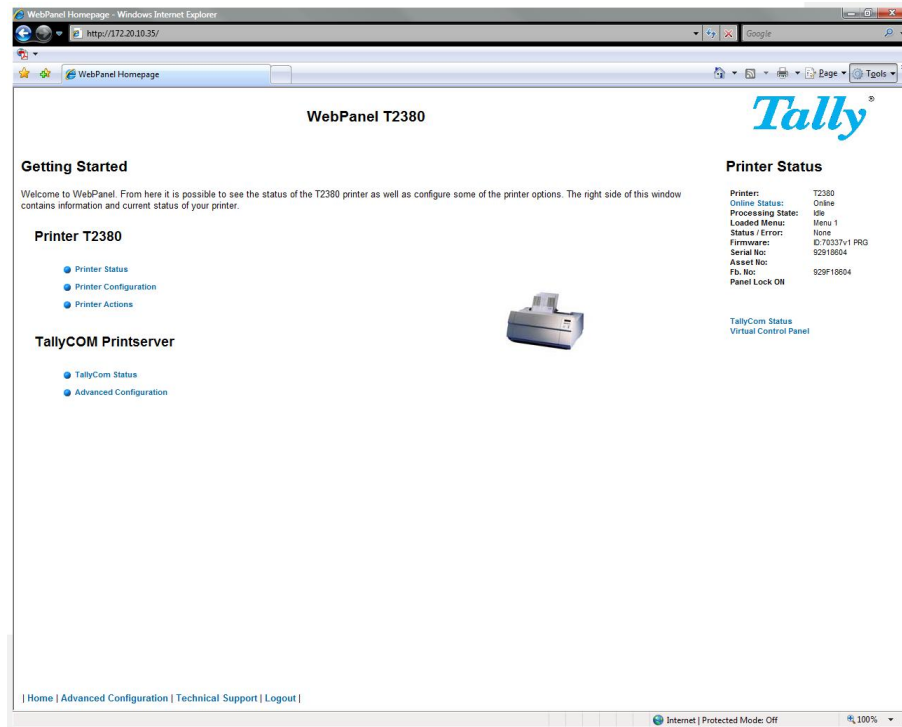 WebPanel Homepage - Windows Internet Explorer
http://172.20.10.35/
Google
WebPanel Homepage
Page
Tools
WebPanel T2380
Tally®
Getting Started
Welcome to WebPanel. From here it is possible to see the status of the T2380 printer as well as configure some of the printer options. The right side of this window
contains information and current status of your printer.
Printer T2380
Printer Status
Printer Configuration
Printer Actions
TallyCOM Printserver
TallyCom Status
Advanced Configuration
Printer Status
Printer: T2380
Online Status: Online
Processing State: Idle
Loaded Menu: Menu 1
Status / Error: None
Firmware: ID:70337v1 PRG
Serial No: 92918604
Asset No:
Fb. No: 929F18604
Panel Lock ON
TallyCom Status
Virtual Control Panel
| Home | Advanced Configuration | Technical Support | Logout |
Internet | Protected Mode: Off
100%